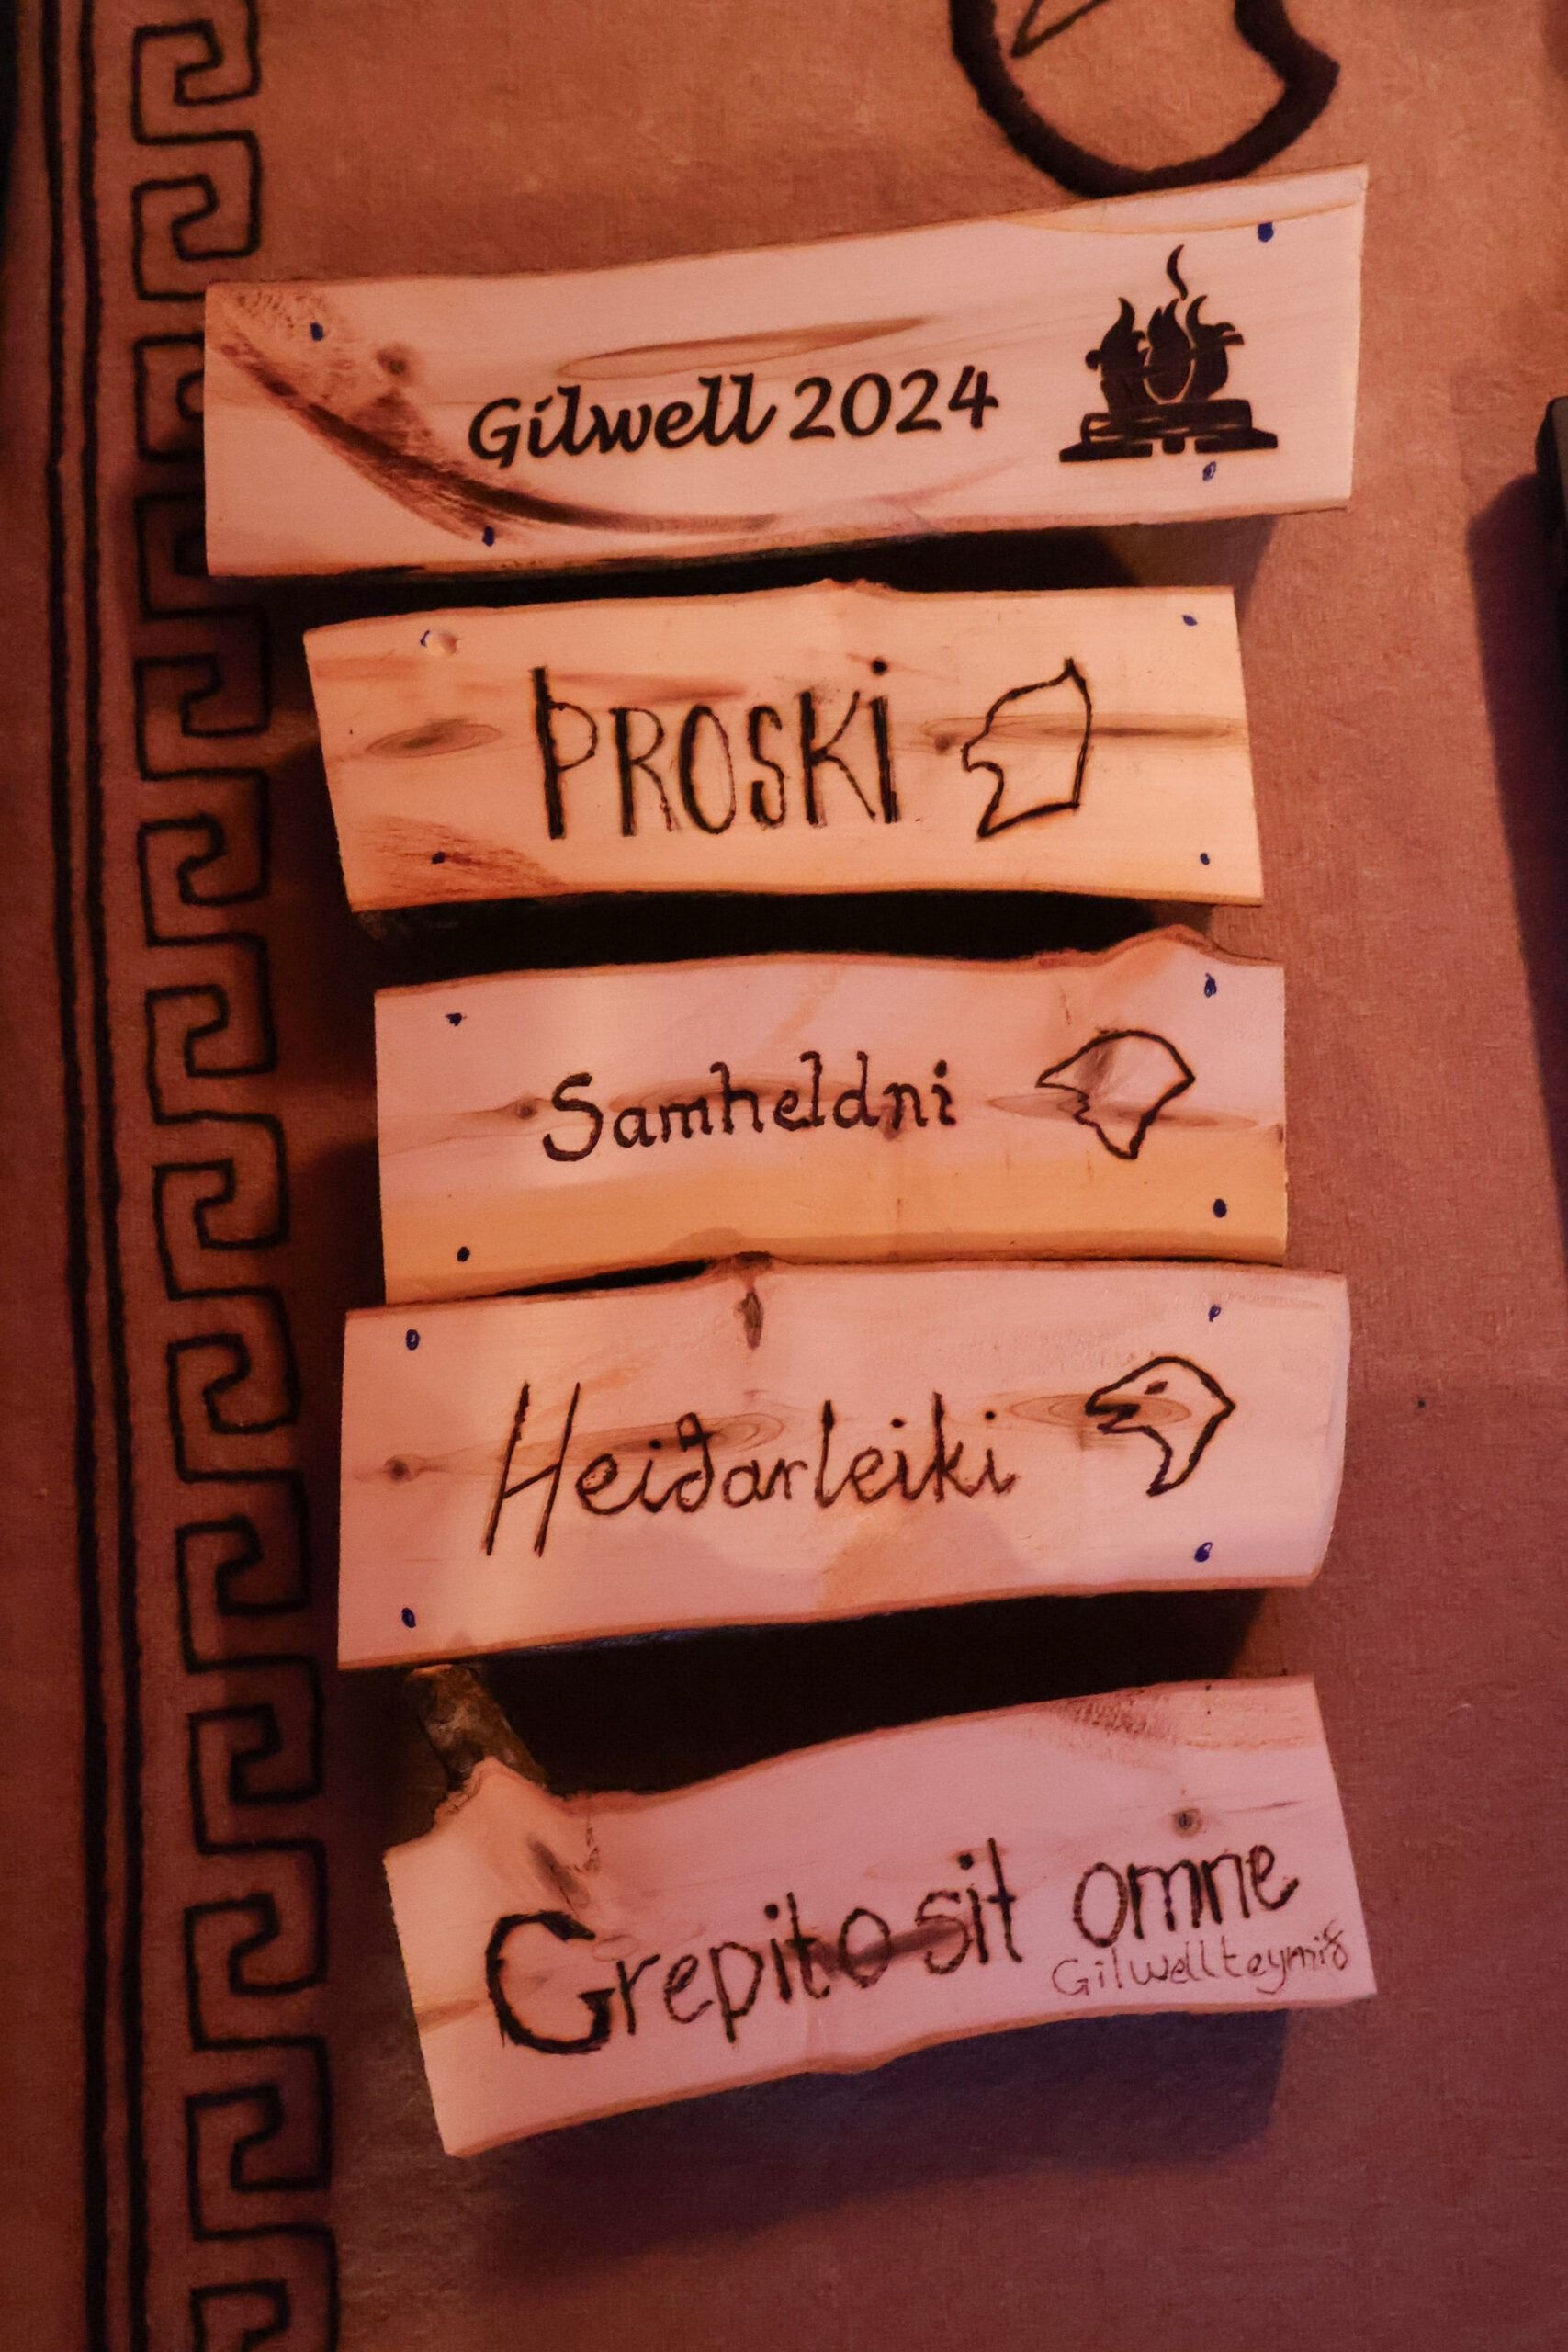 Gilwell 2024
ÞROSKi
Samheldni
Heiðarleiki
Grepito sit omne
Gilwellteymið